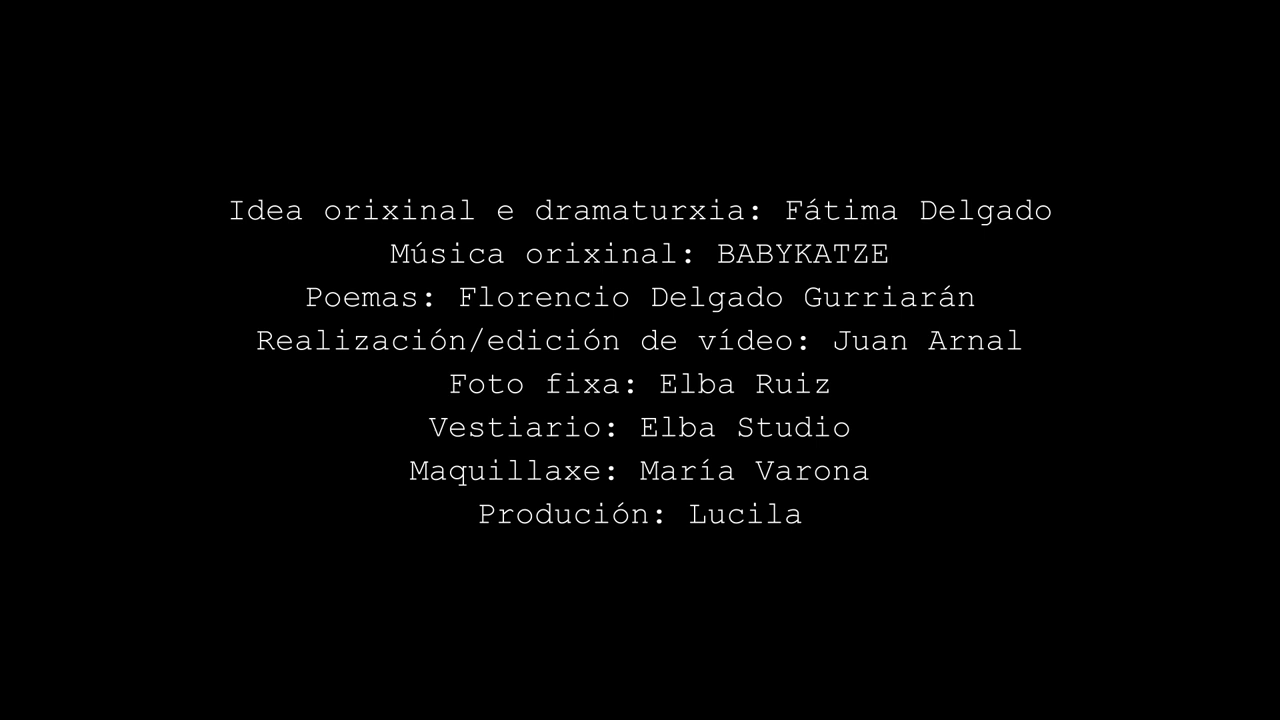 Idea orixinal e dramaturxia: Fátima Delgado
Música orixinal: BABYKATZE
Poemas: Florencio Delgado Gurriarán
Realización/edición de vídeo: Juan Arnal
Foto fixa: Elba Ruiz
Vestiario: Elba Studio
Maquillaxe: María Varona
Produción: Lucila